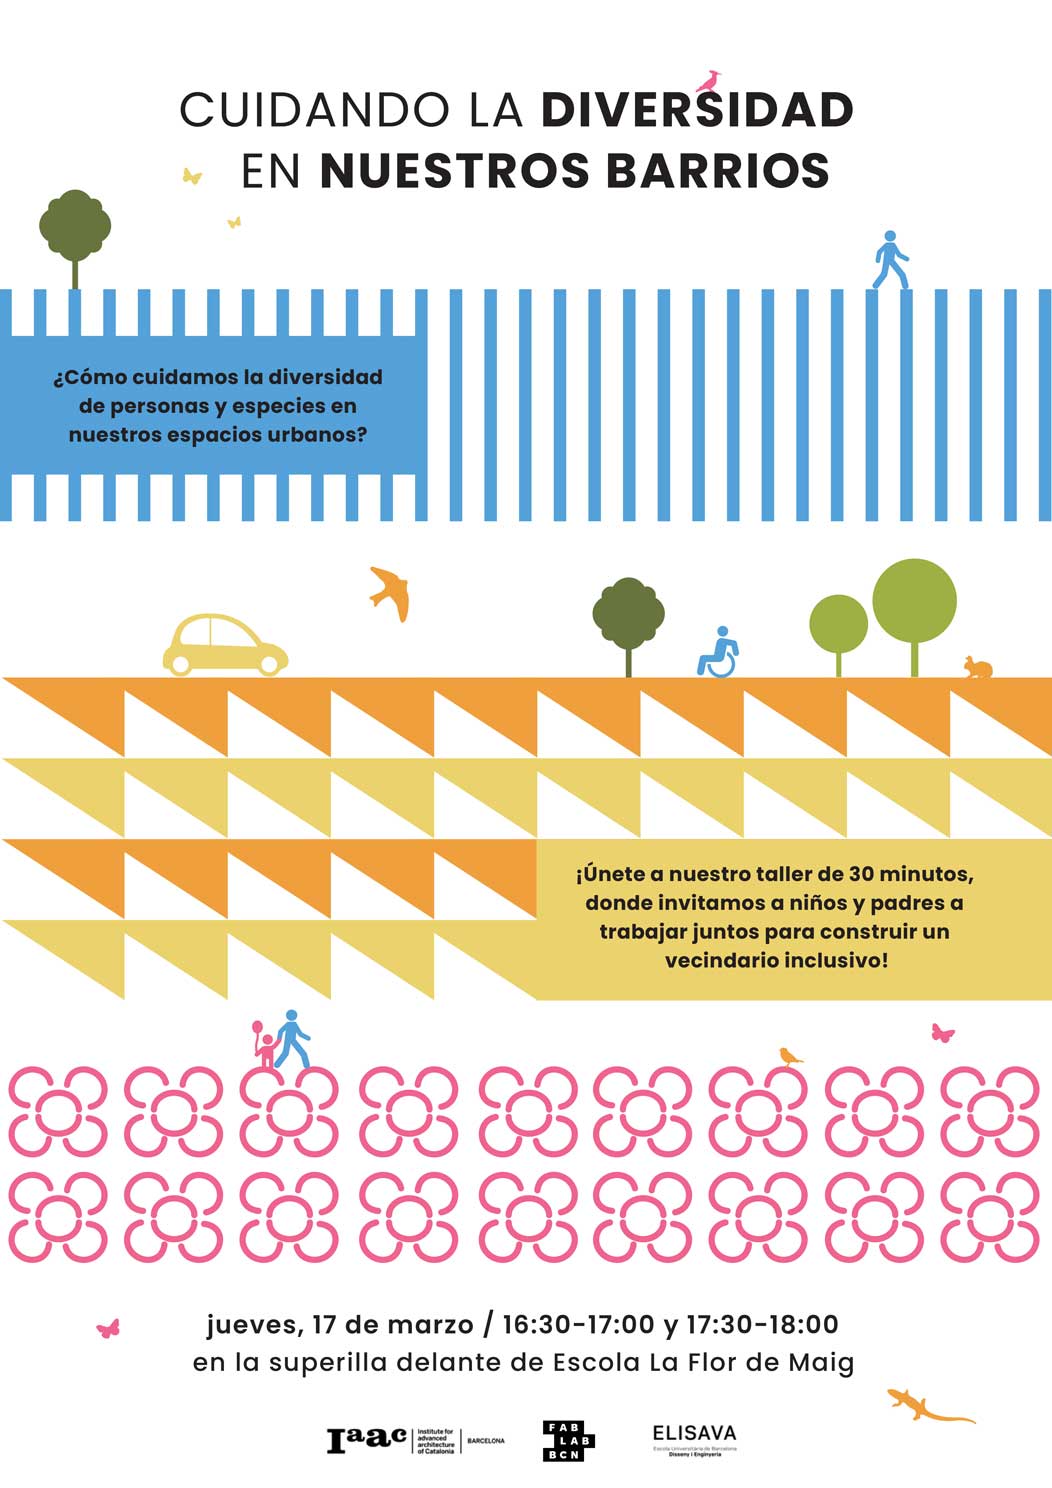 CUIDANDO LA DIVERSIDAD
EN NUESTROS BARRIOS
¿Cómo cuidamos la diversidad
de personas y especies en
nuestros espacios urbanos?
¡Únete a nuestro taller de 30 minutos,
donde invitamos a niños y padres a
trabajar juntos para construir un
vecindario inclusivo!
jueves, 17 de marzo / 16:30-17:00 y 17:30-18:00
en la superilla delante de Escola La Flor de Maig
Iaac
Institute for
advanced
architecture
of Catalonia
BARCELONA
FAB
LAB
BCN
ELISAVA
Escola Universitària de Barcelona
Disseny i Enginyeria